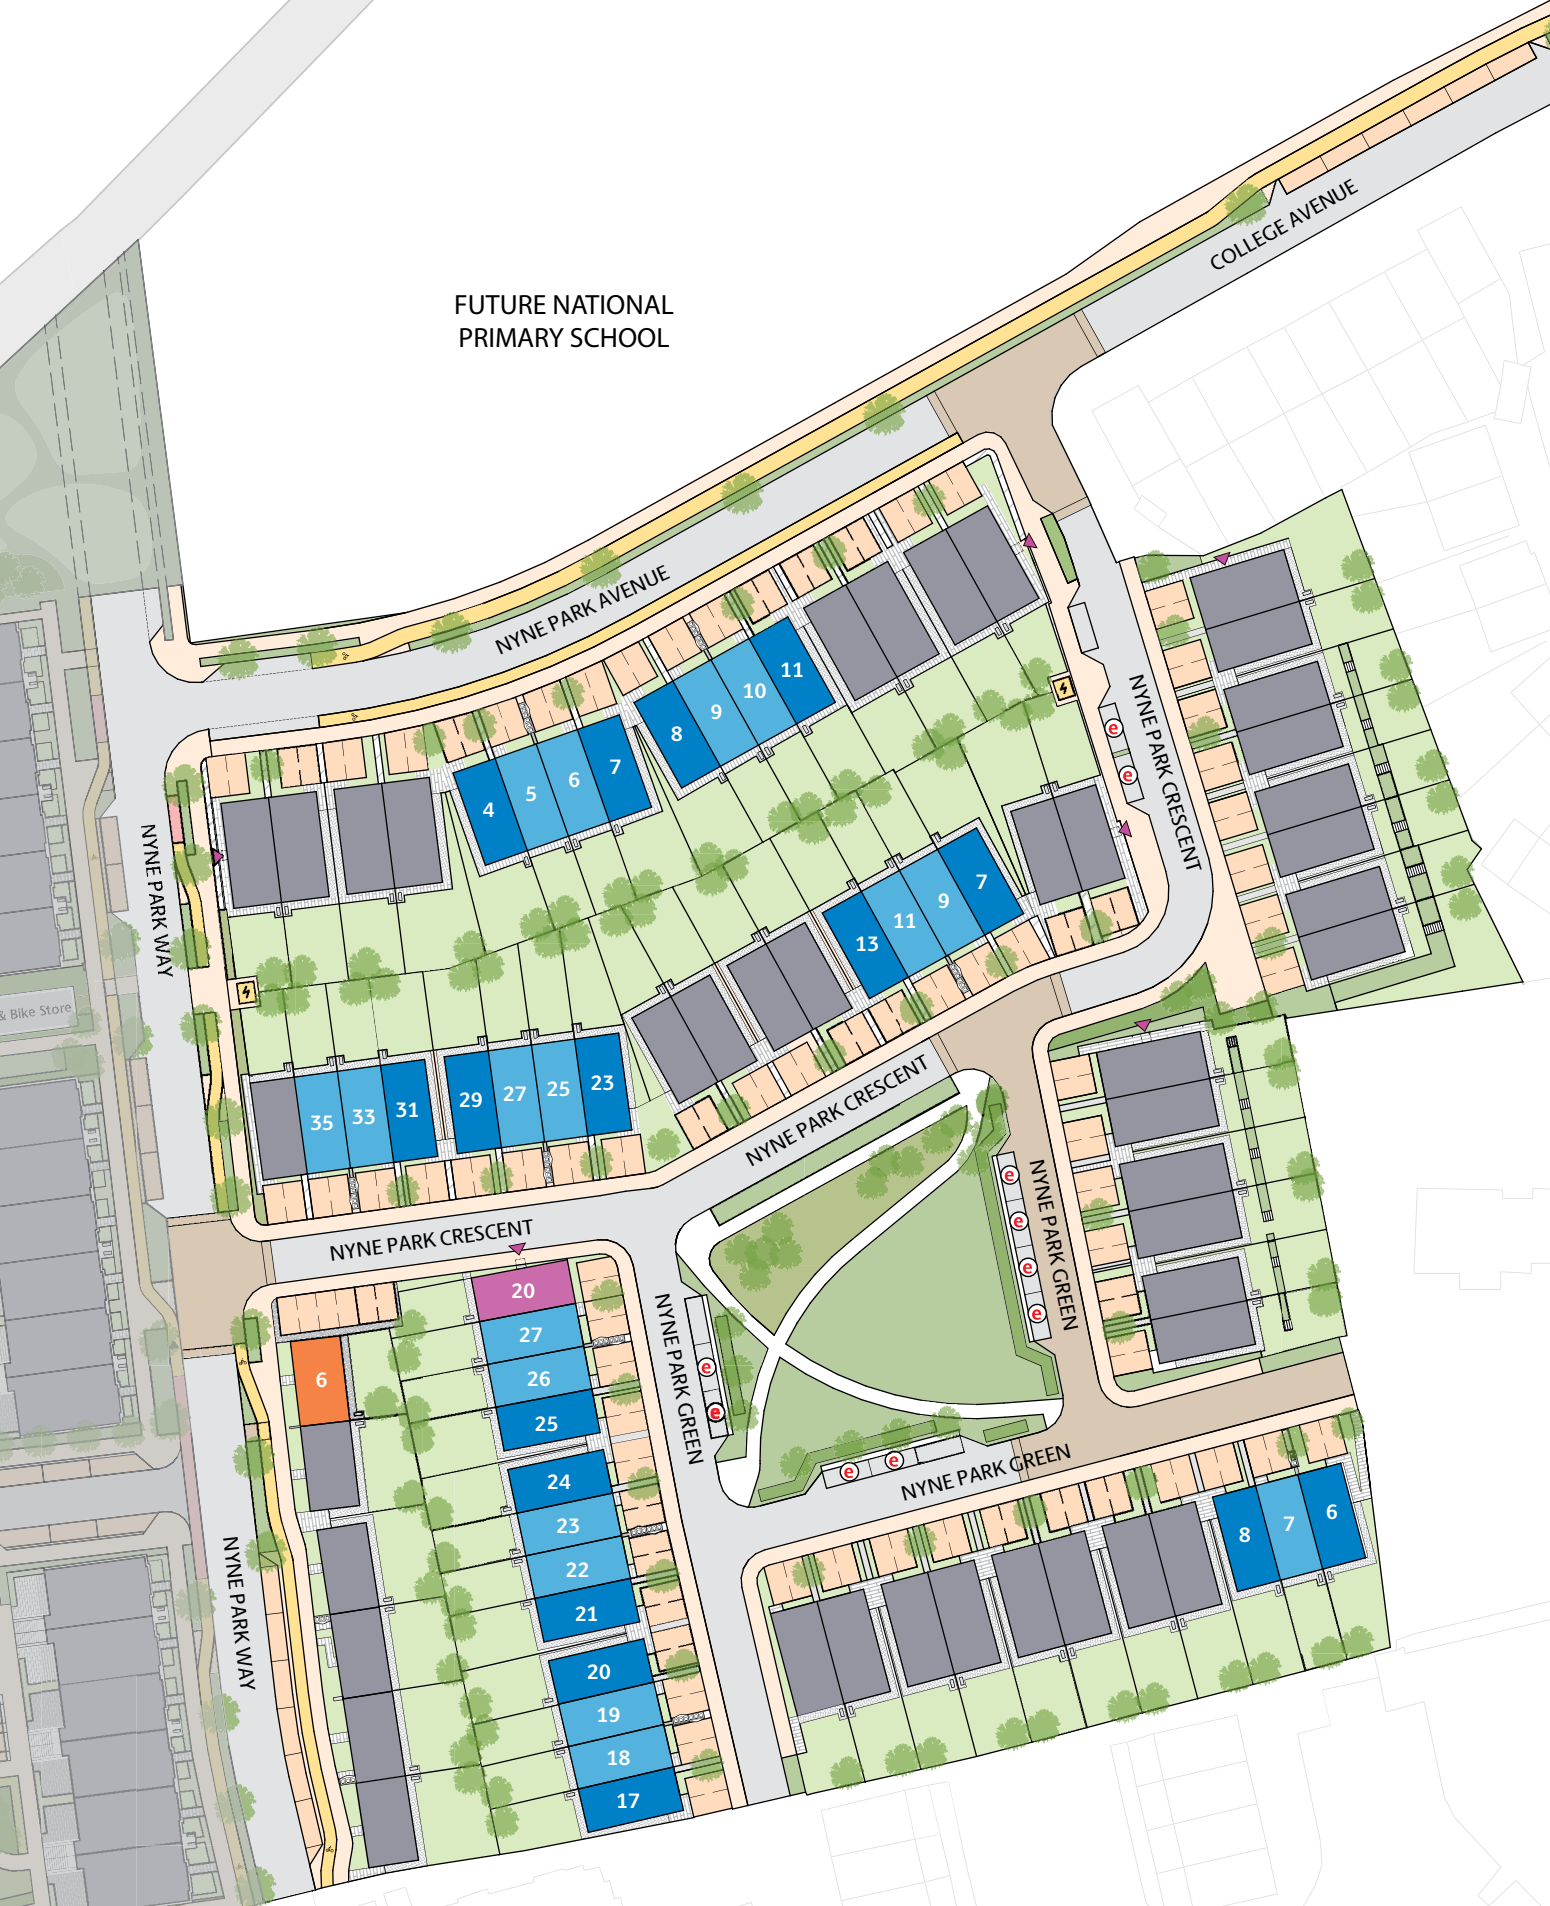 COLLEGE AVENUE
FUTURE NATIONAL
PRIMARY SCHOOL
NYNE PARK AVENUE
11
10
9
8
7
6
5
4
NYNE PARK CRESCENT
e
e
NYNE PARK WAY
& Bike Store
7
9
11
13
23
25
27
29
31
33
35
NYNE PARK CRESCENT
NYNE PARK CRESCENT
NYNE PARK GREEN
e
e
e
e
20
27
26
25
6
NYNE PARK GREEN
e
e
e
e
NYNE PARK GREEN
24
23
22
21
8
7
6
NYNE PARK WAY
20
19
18
17